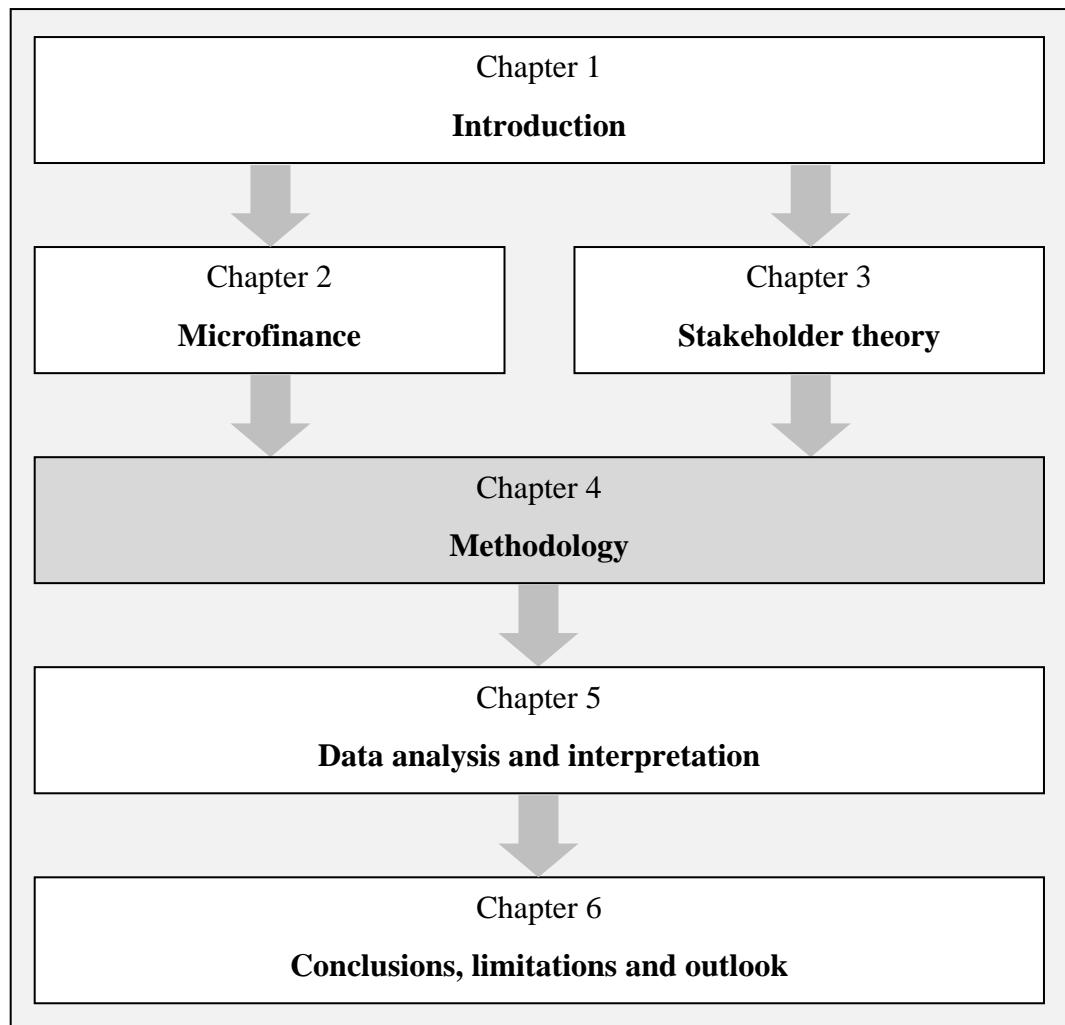 Chapter 1
Introduction
Chapter 2
Microfinance
Chapter 3
Stakeholder theory
Chapter 4
Methodology
Chapter 5
Data analysis and interpretation
Chapter 6
Conclusions, limitations and outlook